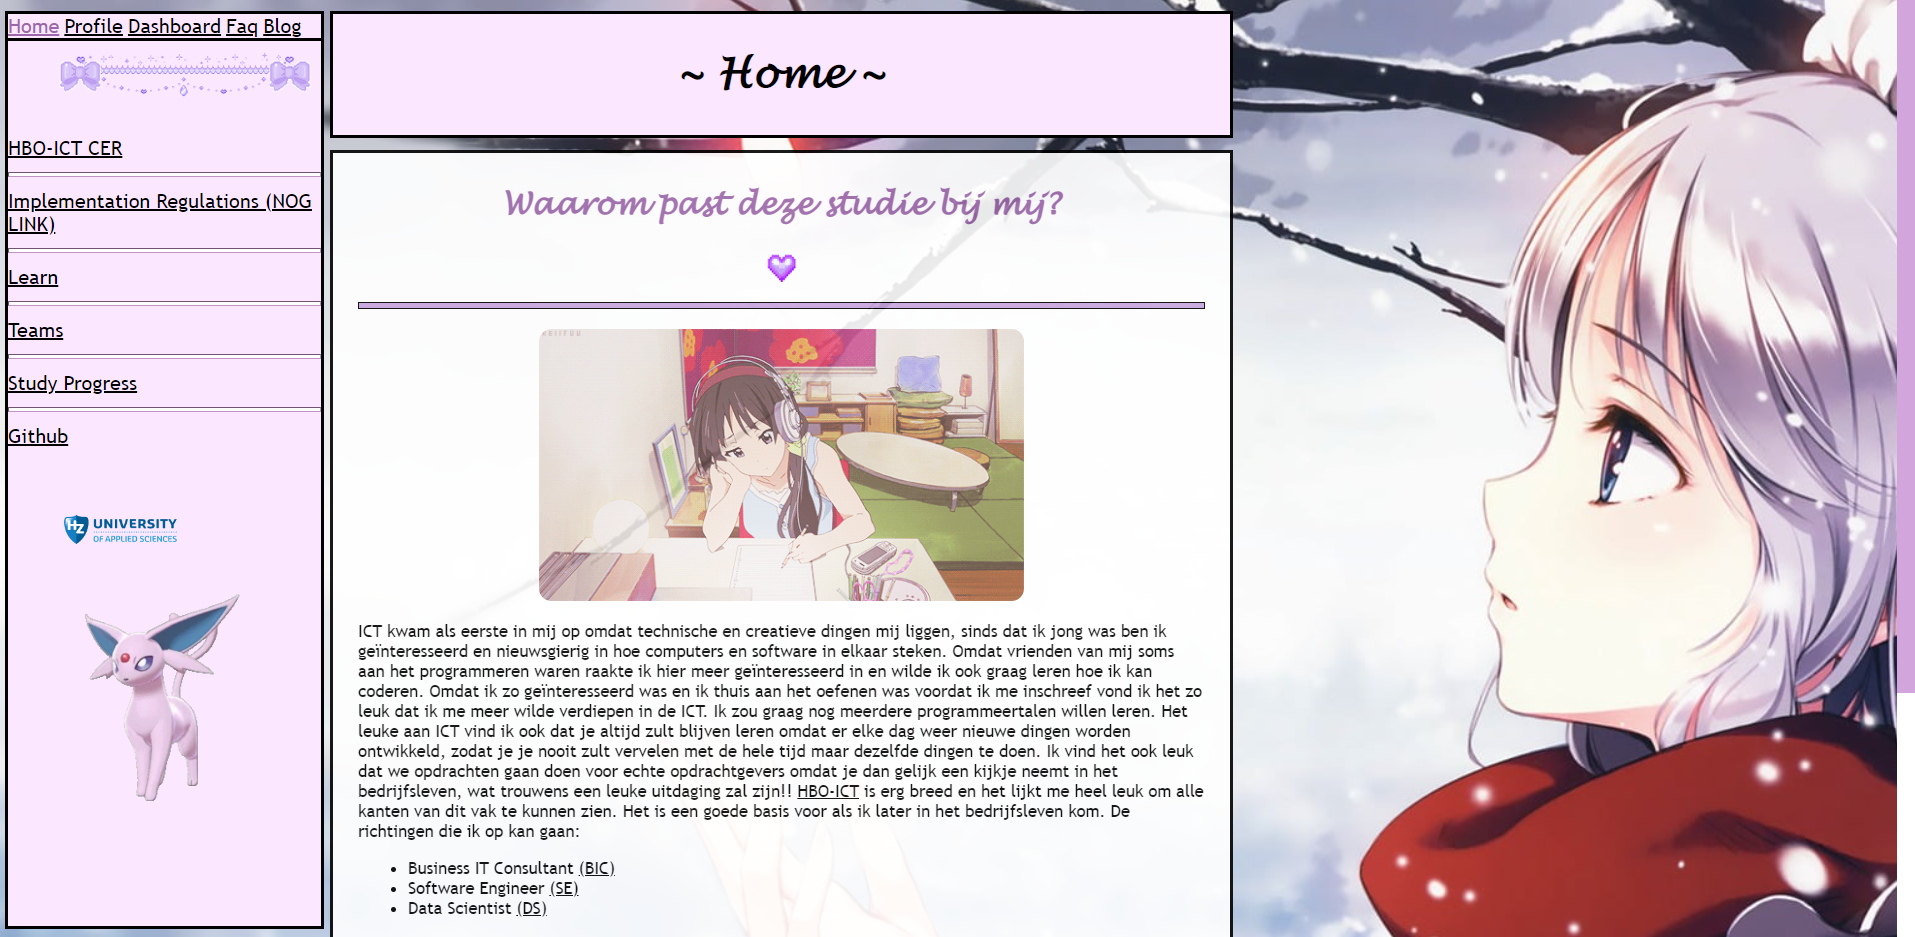 Home Profile Dashboard Faq Blog
HBO-ICT CER
Implementation Regulations (NOG
LINK)
Learn
Teams
Study Progress
Github
HZ UNIVERSITY
OF APPLIED SCIENCES
~ Home ~
Waarom past deze studie bij mij?
ICT kwam als eerste in mij op omdat technische en creatieve dingen mij liggen, sinds dat ik jong was ben ik
geïnteresseerd en nieuwsgierig in hoe computers en software in elkaar steken. Omdat vrienden van mij soms
aan het programmeren waren raakte ik hier meer geïnteresseerd in en wilde ik ook graag leren hoe ik kan
coderen. Omdat ik zo geïnteresseerd was en ik thuis aan het oefenen was voordat ik me inschreef vond ik het zo
leuk dat ik me meer wilde verdiepen in de ICT. Ik zou graag nog meerdere programmeertalen willen leren. Het
leuke aan ICT vind ik ook dat je altijd zult blijven leren omdat er elke dag weer nieuwe dingen worden
ontwikkeld, zodat je je nooit zult vervelen met de hele tijd maar dezelfde dingen te doen. Ik vind het ook leuk
dat we opdrachten gaan doen voor echte opdrachtgevers omdat je dan gelijk een kijkje neemt in het
bedrijfsleven, wat trouwens een leuke uitdaging zal zijn!! HBO-ICT is erg breed en het lijkt me heel leuk om alle
kanten van dit vak te kunnen zien. Het is een goede basis voor als ik later in het bedrijfsleven kom. De
richtingen die ik op kan gaan:
• Business IT Consultant (BIC)
• Software Engineer (SE)
• Data Scientist (DS)